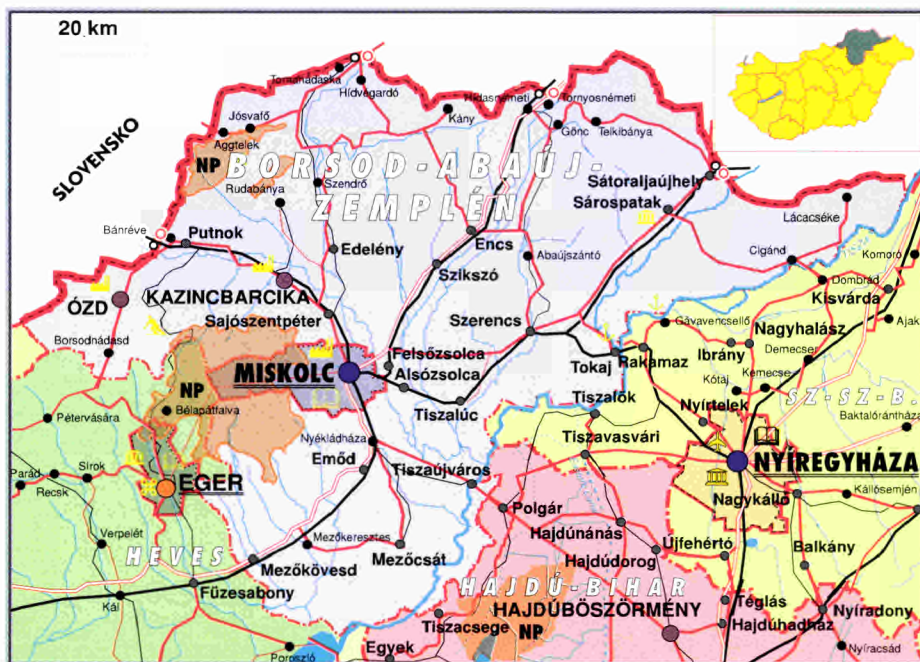 20 km
SLOVENSKO
Tornanádaska
Hídvégardó
Hidasnémeti
Tornyosnémeti
Jósvafő
Aggtelek
Kány
Gönc
Telkibánya
NP
BORSOD-ABAÚJ-
ZEMPLÉN
Rudabánya
Szendrő
Sátoraljaújhely
Sárospatak
Lácacséke
Bánréve
Putnok
Edelény
Encs
Abaújszántó
Cigánd
Komoró
Szikszó
Dombrád
Kisvárda
ÓZD
KAZINCBARCIKA
Sajószentpéter
Szerencs
Gávavencsellő
Nagyhalász
Ajak
Borsodnádasd
Ibrány
Demecser
MISKOLC
Felsőzsolca
Alsózsolca
Tokaj
Rakamaz
Kótaj
Kemecse
NP
Tiszalúc
Tiszalök
Nyírtelek
SZ-SZ-B.
Pétervására
Bélapátfalva
Baktalórántháza
Nyékládháza
Tiszavasvári
Parád
Sirok
Recsk
Emőd
Tiszaújváros
NYÍREGYHÁZA
EGER
Nagykálló
Kállósemjén
Polgár
Verpelét
Mezőkeresztes
Hajdúnánás
Újfehértó
HEVES
Mezőkövesd
Mezőcsát
Hajdúdorog
Balkány
Füzesabony
HAJDÚ-BIHAR
Kál
HAJDÚBÖSZÖRMÉNY
Téglás
Nyíradony
Tiszacsege
NP
Hajdúhadház
Poroszló
Egyek
Nyíracsád